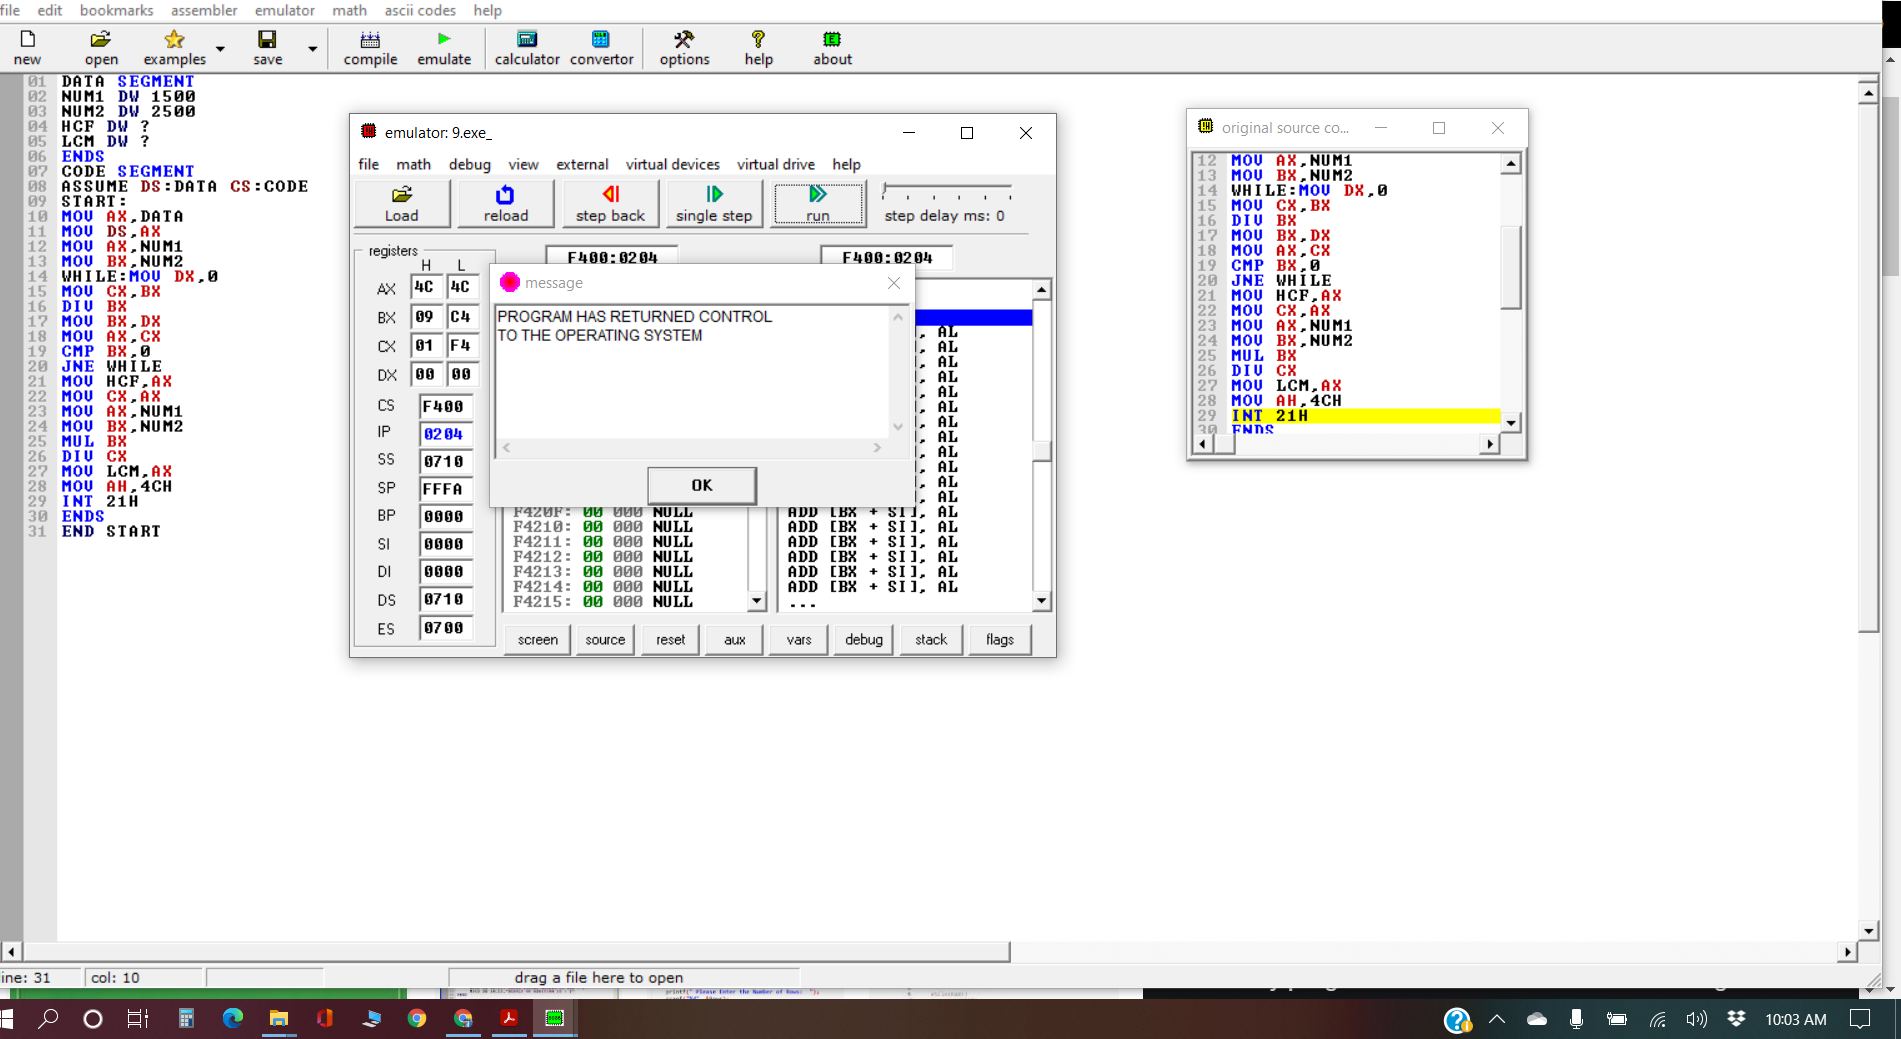 file edit bookmarks assembler emulator math ascii codes help
new open examples save compile emulate calculator convertor options help about
01 DATA SEGMENT
02 NUM1 DW 1500
03 NUM2 DW 2500
04 HCF DW ?
05 LCM DW ?
06 ENDS
07 CODE SEGMENT
08 ASSUME DS:DATA CS:CODE
09 START:
10 MOV AX,DATA
11 MOV DS,AX
12 MOV AX,NUM1
13 MOV BX,NUM2
14 WHILE:MOV DX,0
15 MOV CX,BX
16 DIV BX
17 MOV BX,DX
18 MOV AX,CX
19 CMP BX,0
20 JNE WHILE
21 MOV HCF,AX
22 MOV CX,AX
23 MOV AX,NUM1
24 MOV BX,NUM2
25 MUL BX
26 DIV CX
27 MOV LCM,AX
28 MOV AH,4CH
29 INT 21H
30 ENDS
31 END START
emulator: 9.exe_
file math debug view external virtual devices virtual drive help
Load reload step back single step run step delay ms: 0
registers F400:0204 F400:0204
H L
AX 4C 4C
BX 09 C4
CX 01 F4
DX 00 00
CS F400
IP 0204
SS 0710
SP FFFA
BP 0000
SI 0000
DI 0000
DS 0710
ES 0700
message
PROGRAM HAS RETURNED CONTROL
TO THE OPERATING SYSTEM
OK
, AL
, AL
, AL
, AL
, AL
, AL
, AL
, AL
, AL
, AL
, AL
, AL
F420F: 00 000 NULL ADD [BX + SI], AL
F4210: 00 000 NULL ADD [BX + SI], AL
F4211: 00 000 NULL ADD [BX + SI], AL
F4212: 00 000 NULL ADD [BX + SI], AL
F4213: 00 000 NULL ADD [BX + SI], AL
F4214: 00 000 NULL ADD [BX + SI], AL
F4215: 00 000 NULL ...
screen source reset aux vars debug stack flags
original source co...
12 MOV AX,NUM1
13 MOV BX,NUM2
14 WHILE:MOV DX,0
15 MOV CX,BX
16 DIV BX
17 MOV BX,DX
18 MOV AX,CX
19 CMP BX,0
20 JNE WHILE
21 MOV HCF,AX
22 MOV CX,AX
23 MOV AX,NUM1
24 MOV BX,NUM2
25 MUL BX
26 DIV CX
27 MOV LCM,AX
28 MOV AH,4CH
29 INT 21H
30 ENDS
line: 31 col: 10 drag a file here to open
10:03 AM